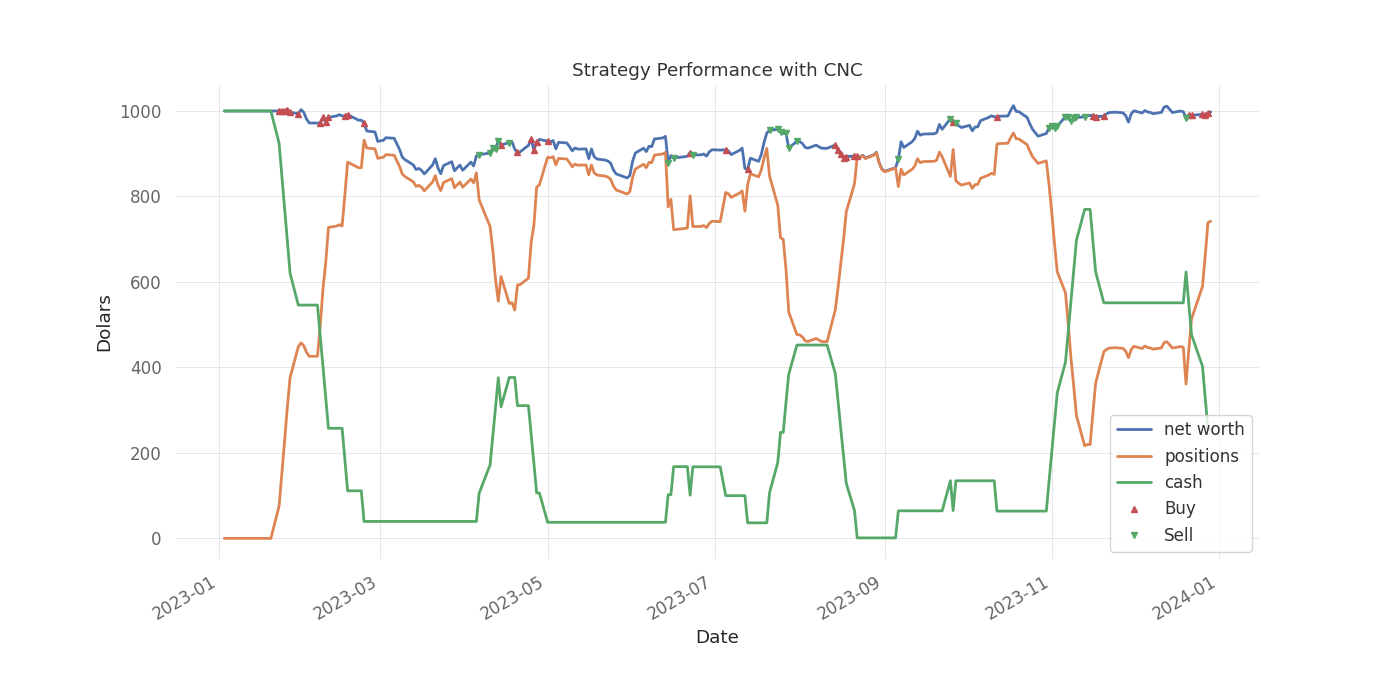 Strategy Performance with CNC
1000
800
600
400
200
0
Dolars
net worth
positions
cash
Buy
Sell
2023-01
2023-03
2023-05
2023-07
2023-09
2023-11
2024-01
Date